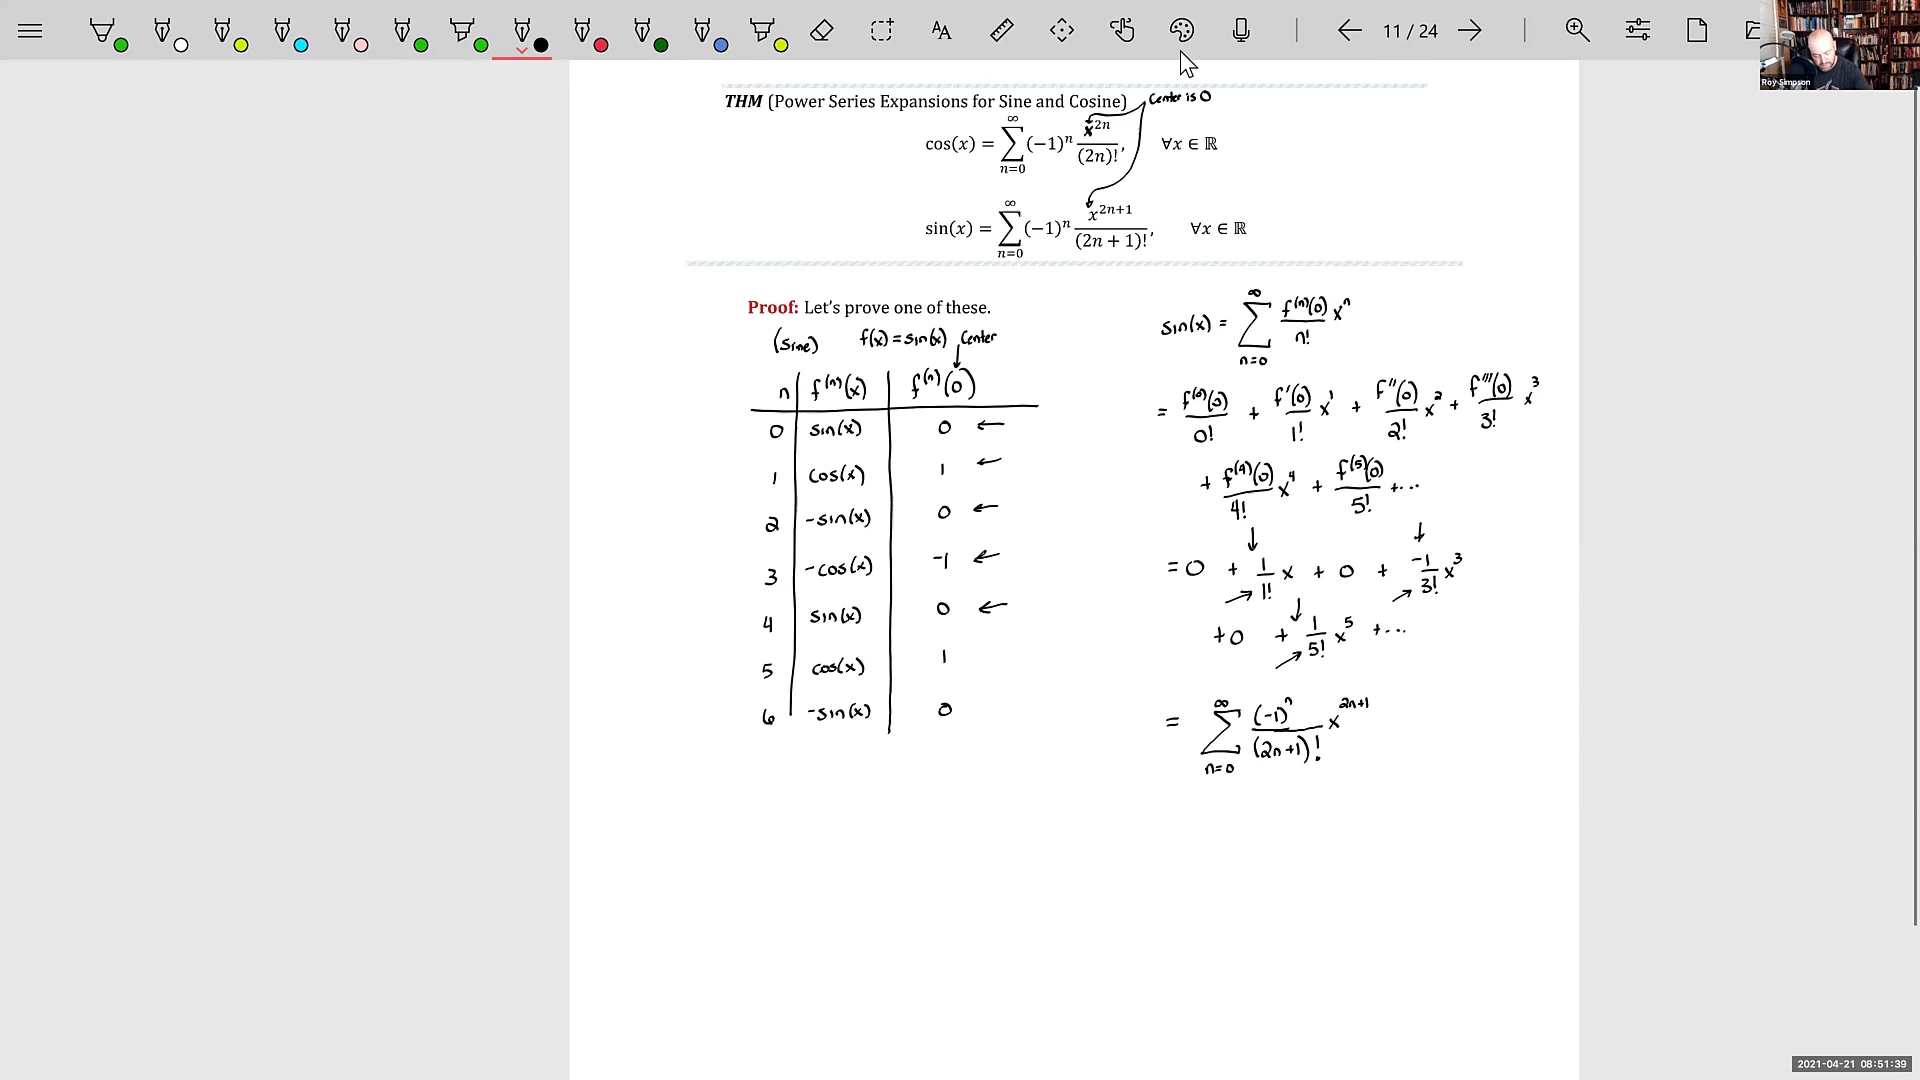 11 / 24
Roy Simpson
THM (Power Series Expansions for Sine and Cosine)
Center is 0
cos(x) = ∑_{n=0}^{∞} (−1)^n x^{2n}/(2n)!, ∀x ∈ ℝ
sin(x) = ∑_{n=0}^{∞} (−1)^n x^{2n+1}/(2n + 1)!, ∀x ∈ ℝ
Proof: Let’s prove one of these.
(Sine) f(x) = sin(x) Center
n f^{(n)}(x) f^{(n)}(0)
0 sin(x) 0 ←
1 cos(x) 1 ←
2 -sin(x) 0 ←
3 -cos(x) -1 ←
4 sin(x) 0 ←
5 cos(x) 1
6 -sin(x) 0
sin(x) = ∑_{n=0}^{∞} f^{(n)}(0)/n! x^n
= f^{(0)}(0)/0! + f'(0)/1! x^1 + f''(0)/2! x^2 + f'''(0)/3! x^3
+ f^{(4)}(0)/4! x^4 + f^{(5)}(0)/5! + ...
= 0 + 1/1! x + 0 + -1/3! x^3
+ 0 + 1/5! x^5 + ...
= ∑_{n=0}^{∞} (-1)^n/(2n+1)! x^{2n+1}
2021-04-21 08:51:39